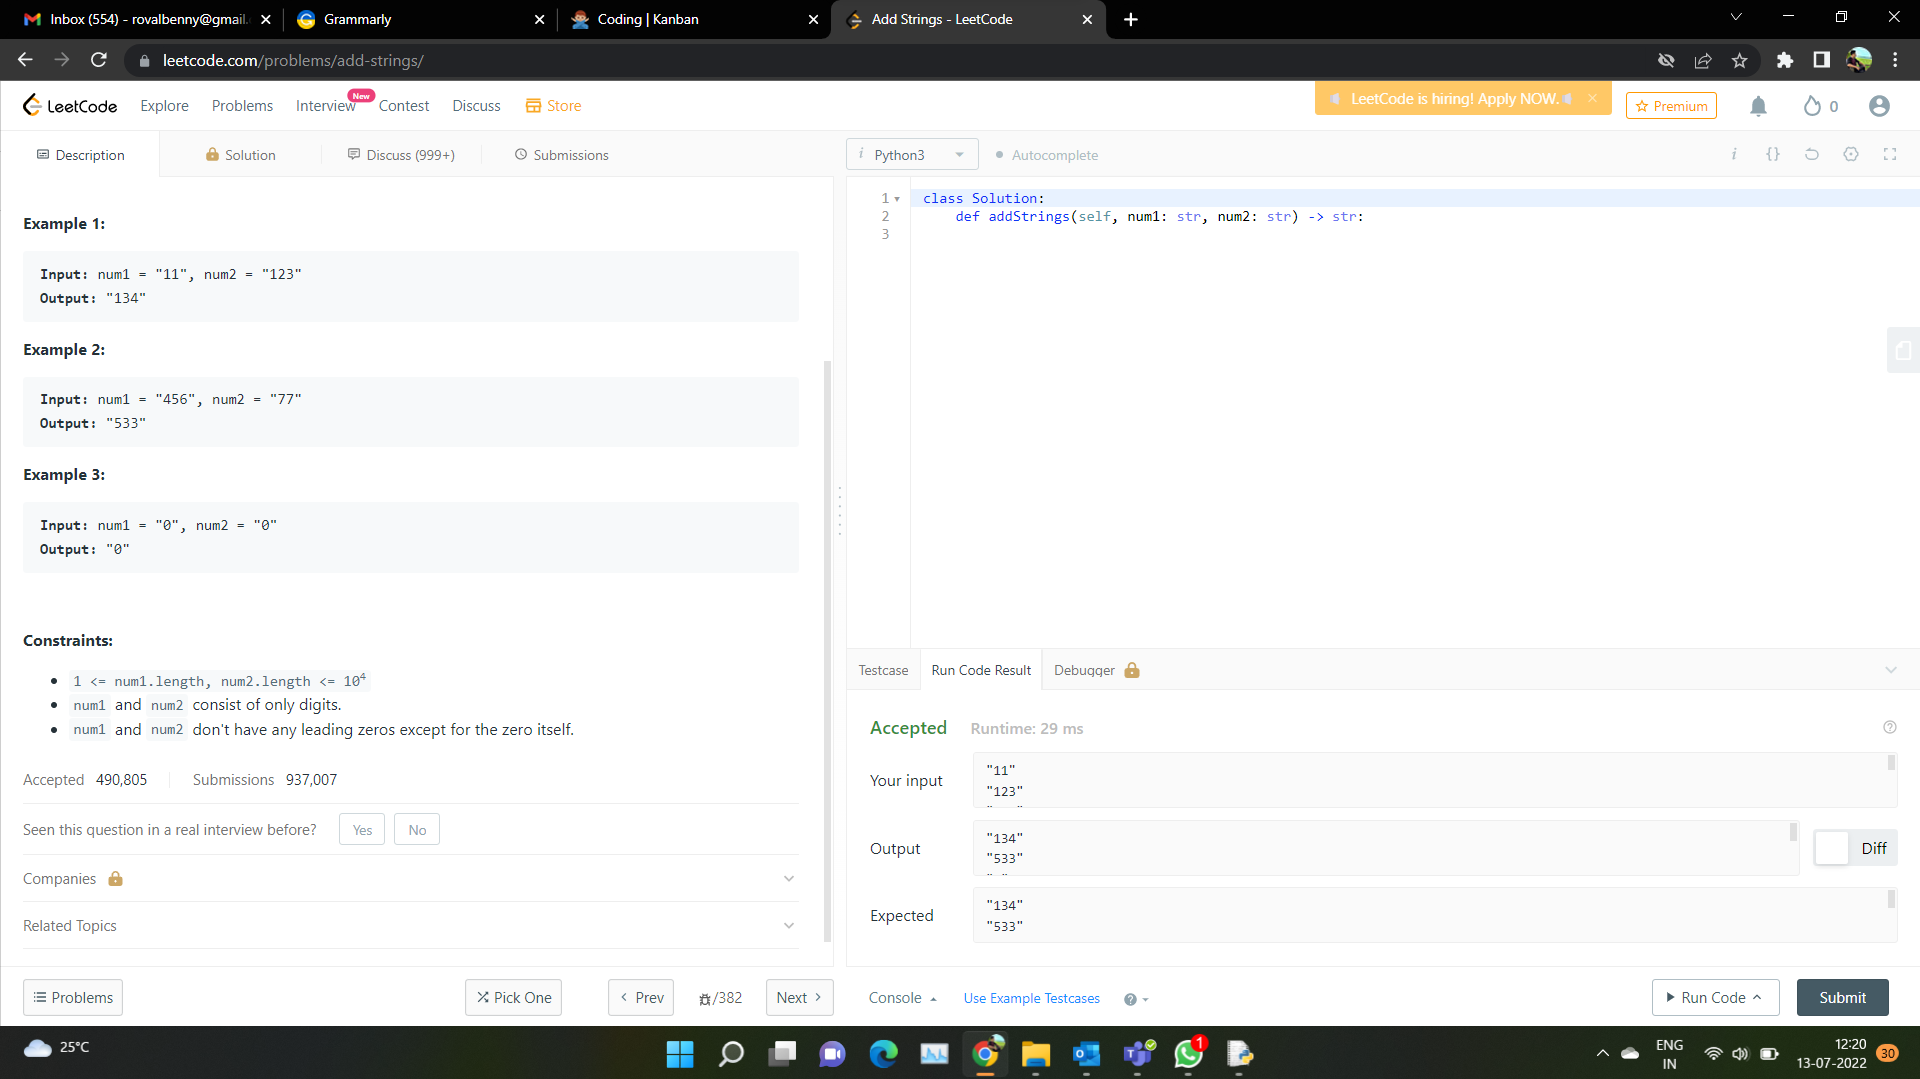 Inbox (554) - rovalbenny@gmail.
Grammarly
Coding | Kanban
Add Strings - LeetCode
leetcode.com/problems/add-strings/
LeetCode
Explore
Problems
Interview
New
Contest
Discuss
Store
LeetCode is hiring! Apply NOW.
Premium
0
Description
Solution
Discuss (999+)
Submissions
i Python3
Autocomplete
i {}
Example 1:
Input: num1 = "11", num2 = "123"
Output: "134"
Example 2:
Input: num1 = "456", num2 = "77"
Output: "533"
Example 3:
Input: num1 = "0", num2 = "0"
Output: "0"
Constraints:
1 <= num1.length, num2.length <= 10⁴
num1 and num2 consist of only digits.
num1 and num2 don't have any leading zeros except for the zero itself.
Accepted 490,805 Submissions 937,007
Seen this question in a real interview before? Yes No
Companies
Related Topics
Problems
Pick One
Prev
/382
Next
1 class Solution:
2 def addStrings(self, num1: str, num2: str) -> str:
3
Testcase
Run Code Result
Debugger
Accepted Runtime: 29 ms
Your input
"11"
"123"
Output
"134"
"533"
Diff
Expected
"134"
"533"
Console
Use Example Testcases
Run Code
Submit
25°C
1
ENG
IN
12:20
13-07-2022
30